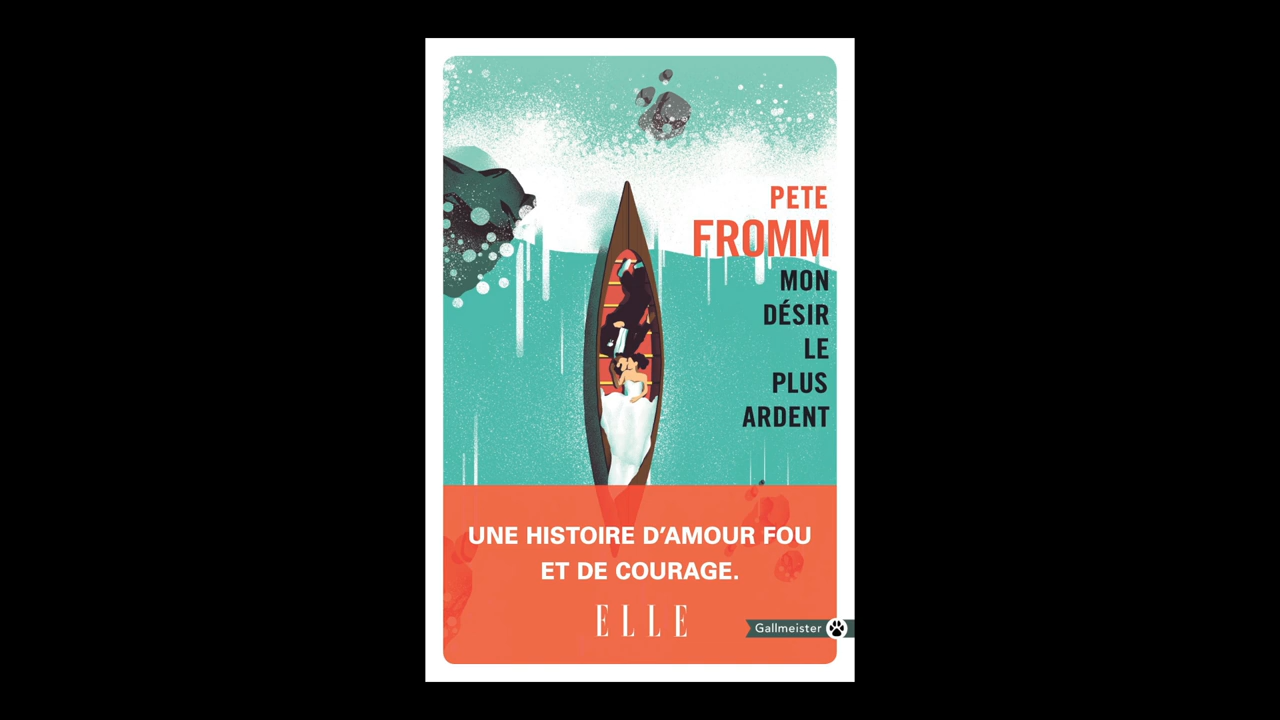 PETE
FROMM
MON
DÉSIR
LE
PLUS
ARDENT
UNE HISTOIRE D’AMOUR FOU
ET DE COURAGE.
ELLE
Gallmeister